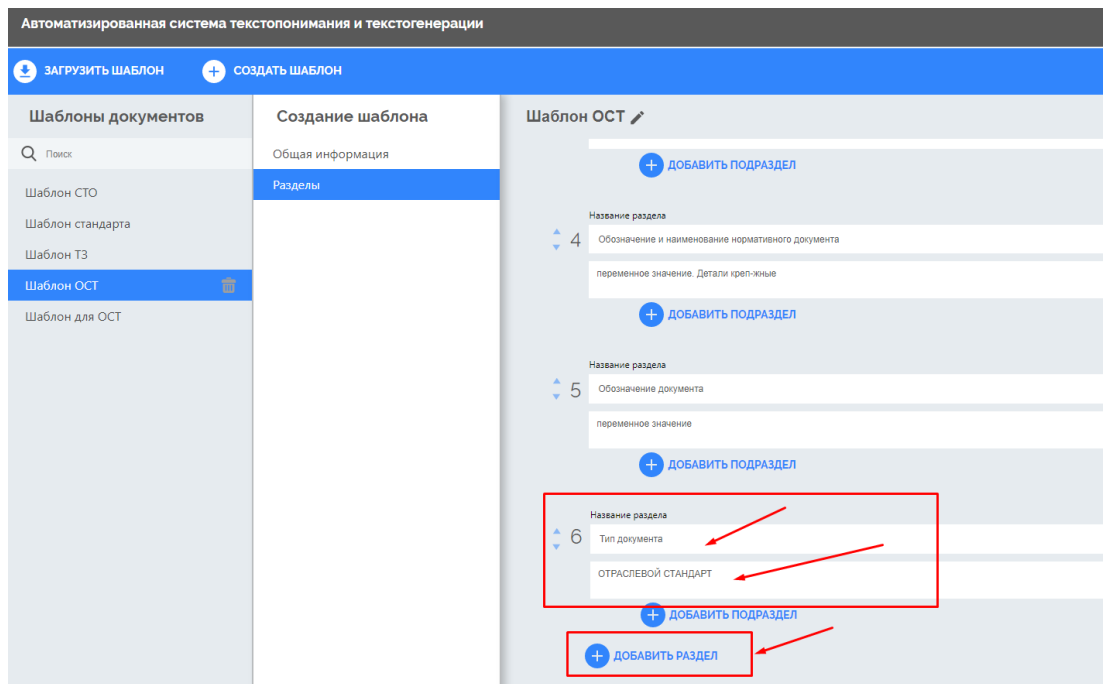 Автоматизированная система текстопонимания и текстогенерации
ЗАГРУЗИТЬ ШАБЛОН
СОЗДАТЬ ШАБЛОН
Шаблоны документов
Поиск
Шаблон СТО
Шаблон стандарта
Шаблон ТЗ
Шаблон ОСТ
Шаблон для ОСТ
Создание шаблона
Общая информация
Разделы
Шаблон ОСТ
ДОБАВИТЬ ПОДРАЗДЕЛ
Название раздела
4
Обозначение и наименование нормативного документа
переменное значение. Детали креп-жные
ДОБАВИТЬ ПОДРАЗДЕЛ
Название раздела
5
Обозначение документа
переменное значение
ДОБАВИТЬ ПОДРАЗДЕЛ
Название раздела
6
Тип документа
ОТРАСЛЕВОЙ СТАНДАРТ
ДОБАВИТЬ ПОДРАЗДЕЛ
ДОБАВИТЬ РАЗДЕЛ